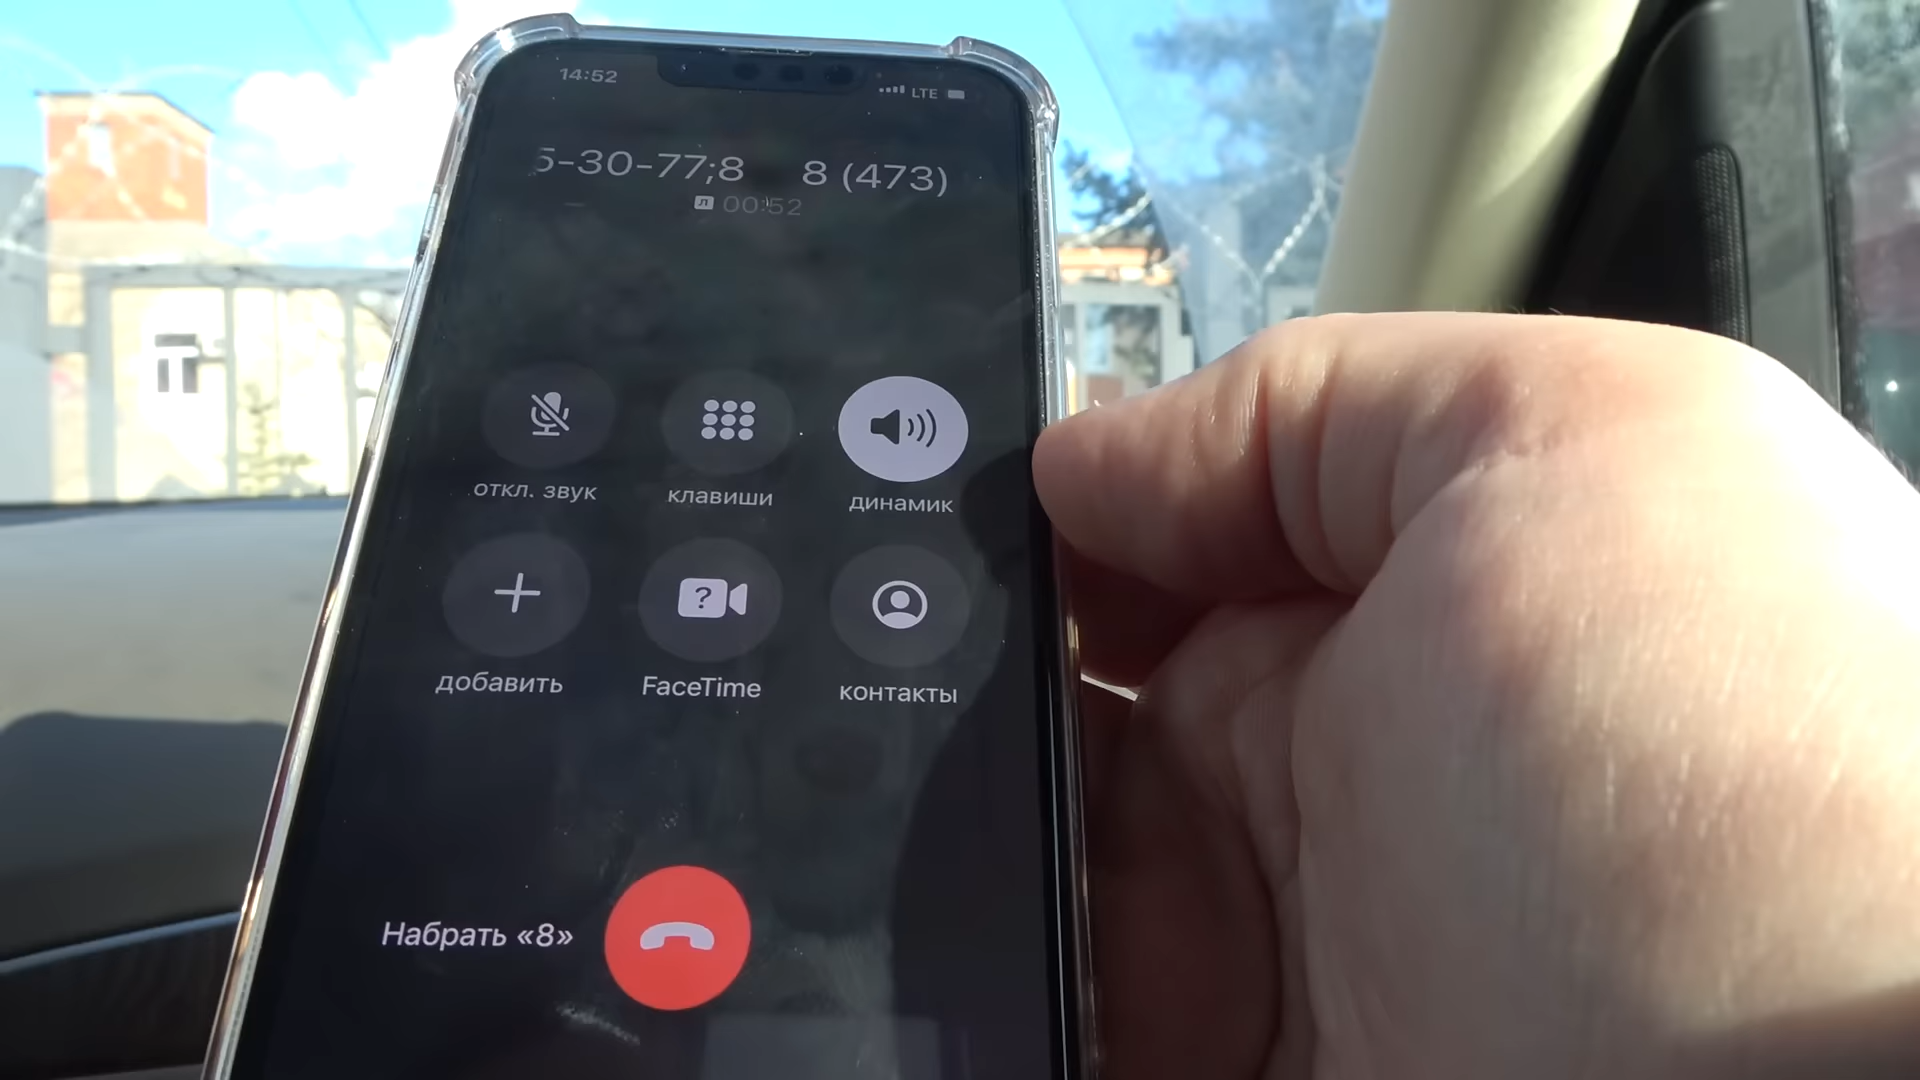 14:52
LTE
5-30-77;8 8 (473)
Л 00:52
откл. звук
клавиши
динамик
?
добавить
FaceTime
контакты
Набрать «8»